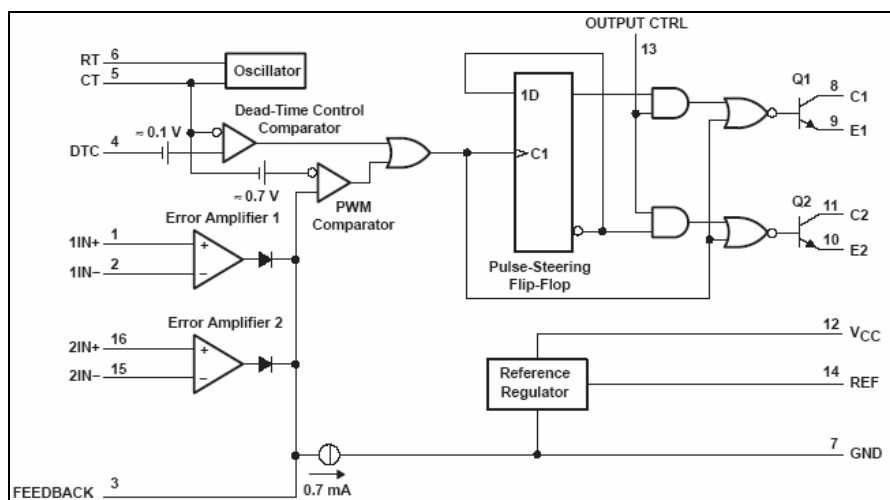 OUTPUT CTRL
13
RT 6
CT 5
Oscillator
Dead-Time Control
Comparator
≈ 0.1 V
DTC 4
≈ 0.7 V
PWM
Comparator
1D
C1
Pulse-Steering
Flip-Flop
Q1
8 C1
9 E1
Q2
11 C2
10 E2
Error Amplifier 1
1IN+ 1
1IN− 2
+
−
Error Amplifier 2
2IN+ 16
2IN− 15
+
−
12 VCC
Reference
Regulator
14 REF
7 GND
0.7 mA
FEEDBACK 3